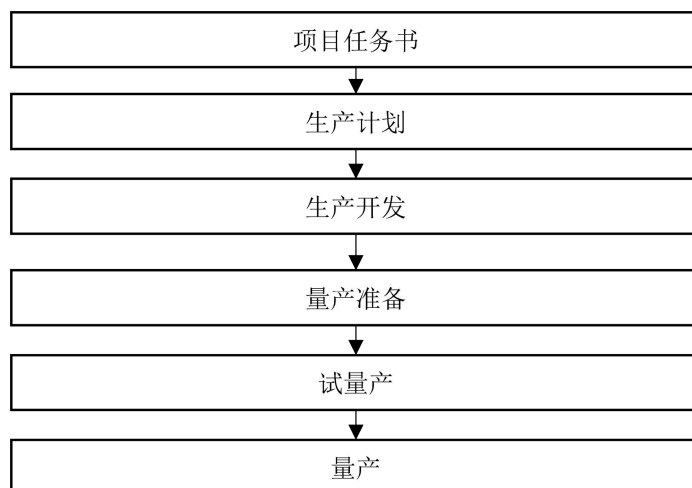 项目任务书
生产计划
生产开发
量产准备
试量产
量产